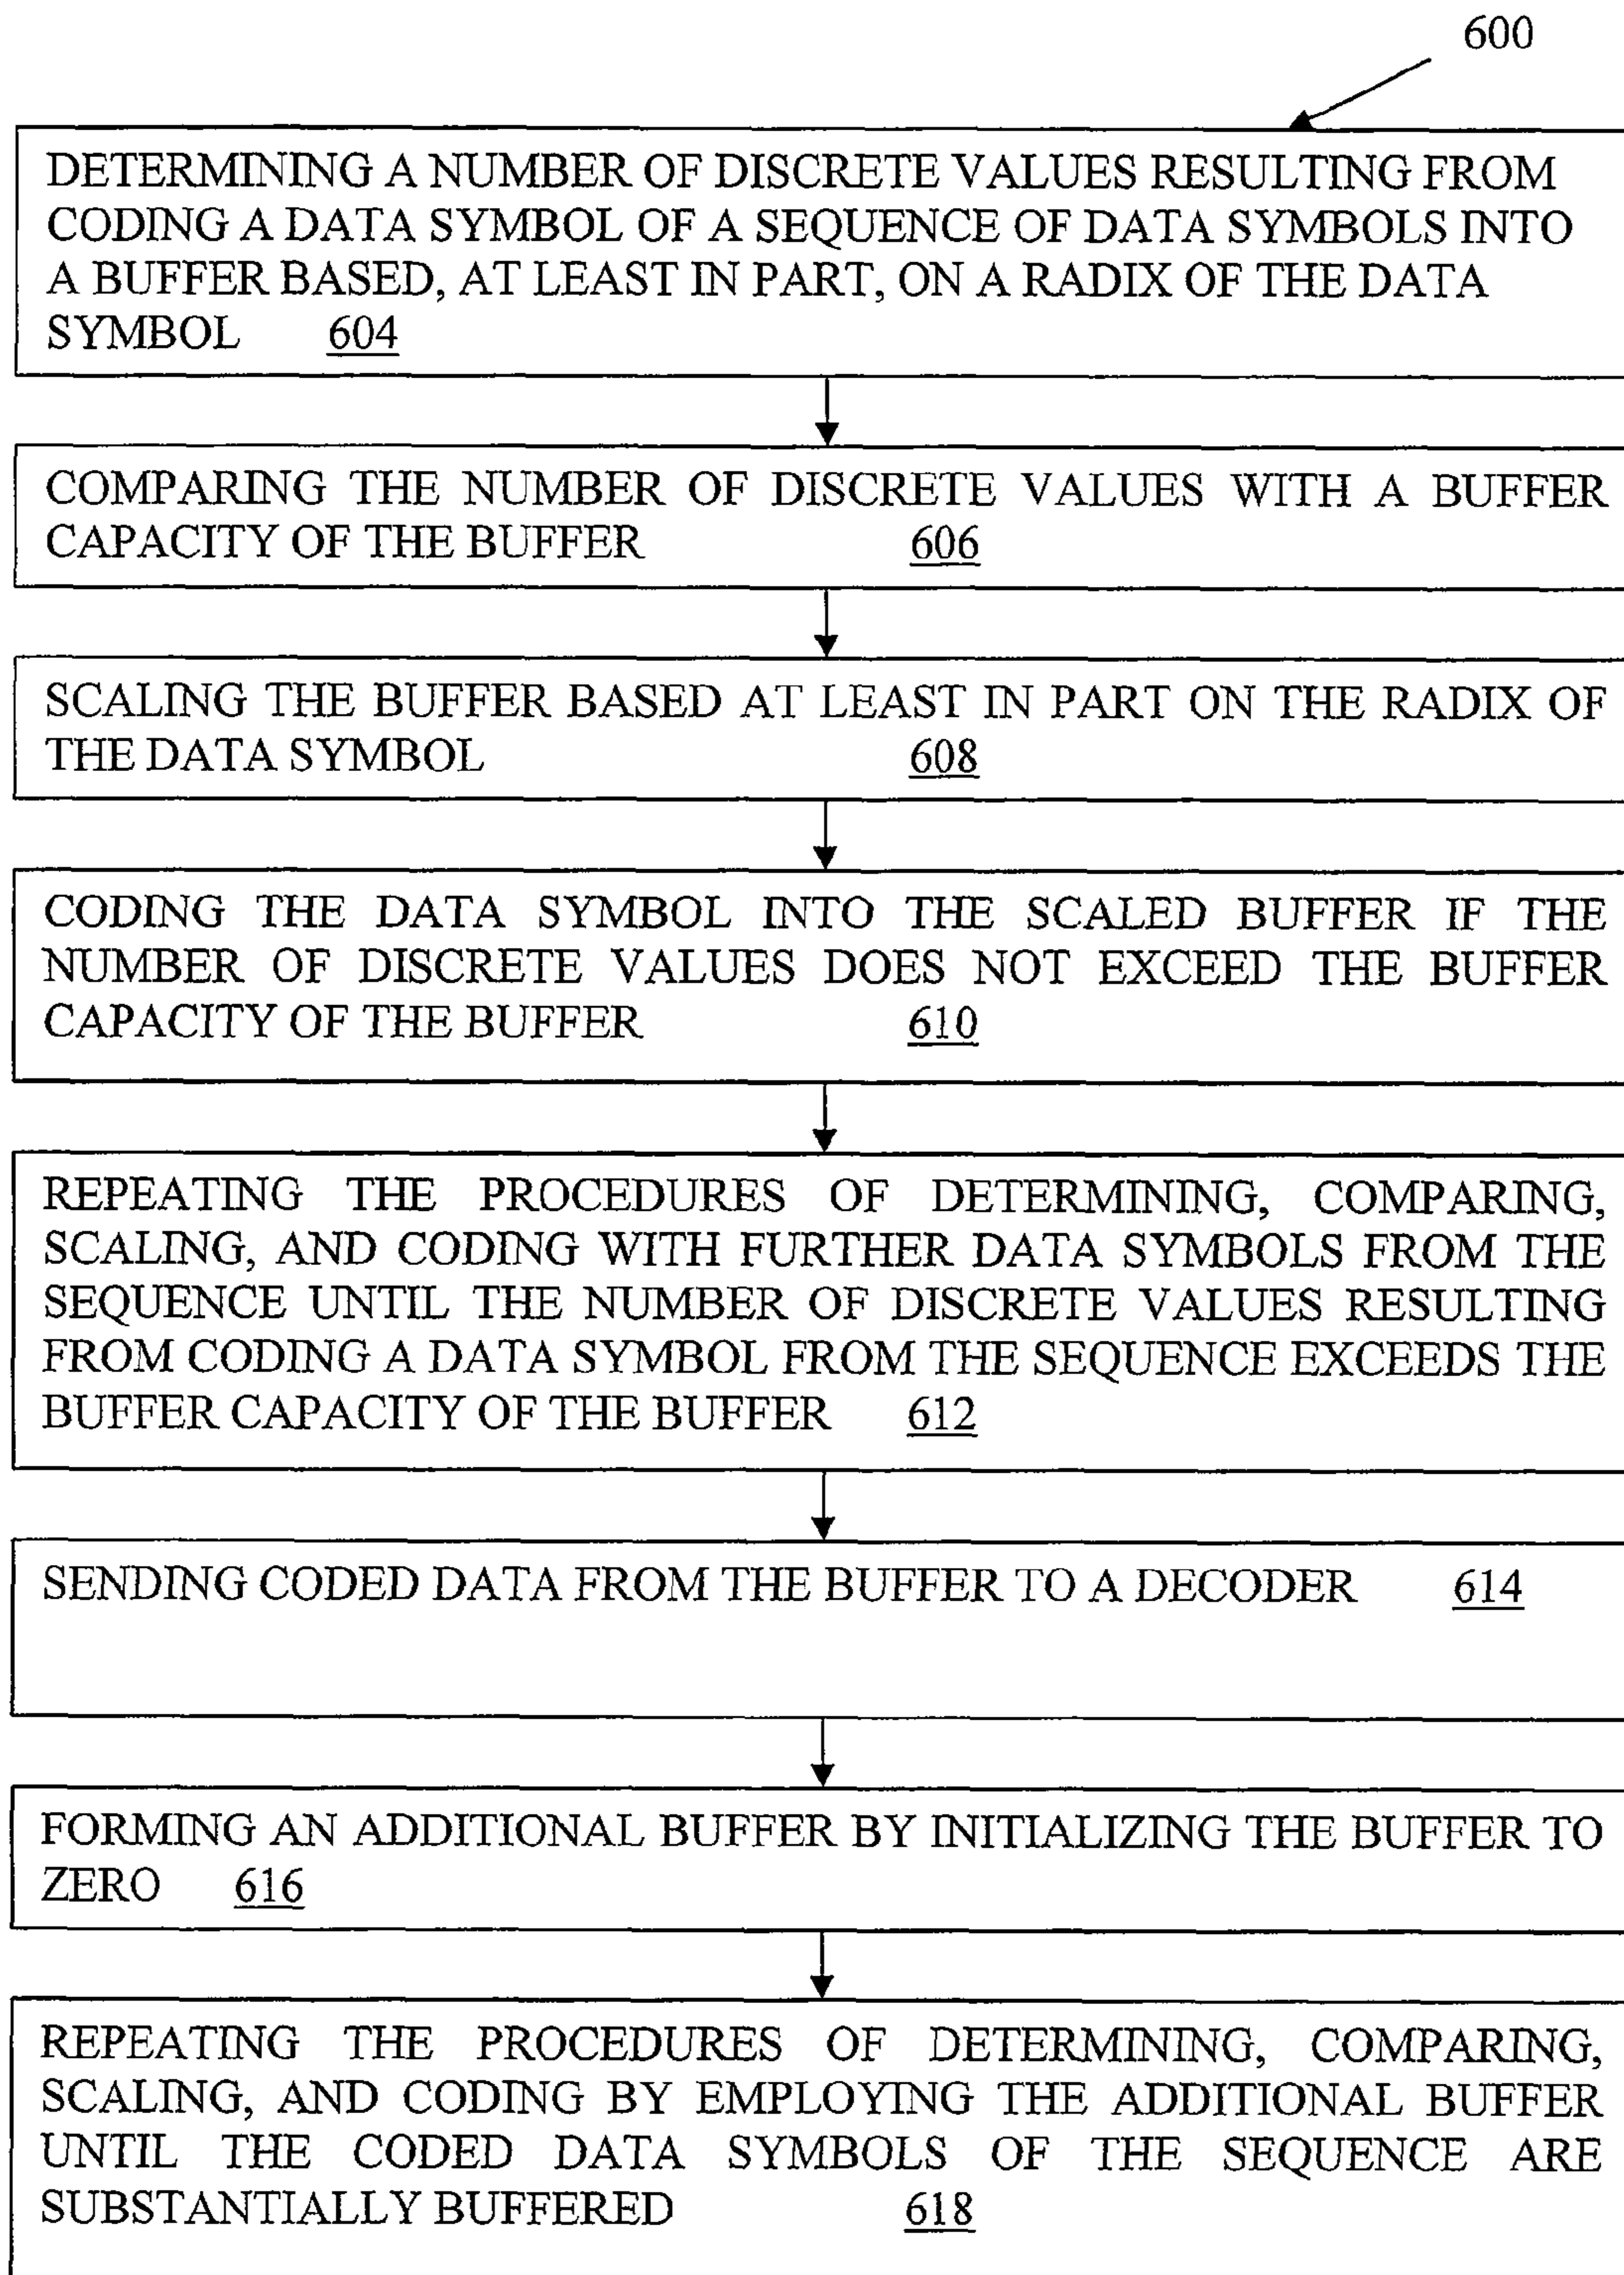 600
DETERMINING A NUMBER OF DISCRETE VALUES RESULTING FROM
CODING A DATA SYMBOL OF A SEQUENCE OF DATA SYMBOLS INTO
A BUFFER BASED, AT LEAST IN PART, ON A RADIX OF THE DATA
SYMBOL 604
COMPARING THE NUMBER OF DISCRETE VALUES WITH A BUFFER
CAPACITY OF THE BUFFER 606
SCALING THE BUFFER BASED AT LEAST IN PART ON THE RADIX OF
THE DATA SYMBOL 608
CODING THE DATA SYMBOL INTO THE SCALED BUFFER IF THE
NUMBER OF DISCRETE VALUES DOES NOT EXCEED THE BUFFER
CAPACITY OF THE BUFFER 610
REPEATING THE PROCEDURES OF DETERMINING, COMPARING,
SCALING, AND CODING WITH FURTHER DATA SYMBOLS FROM THE
SEQUENCE UNTIL THE NUMBER OF DISCRETE VALUES RESULTING
FROM CODING A DATA SYMBOL FROM THE SEQUENCE EXCEEDS THE
BUFFER CAPACITY OF THE BUFFER 612
SENDING CODED DATA FROM THE BUFFER TO A DECODER 614
FORMING AN ADDITIONAL BUFFER BY INITIALIZING THE BUFFER TO
ZERO 616
REPEATING THE PROCEDURES OF DETERMINING, COMPARING,
SCALING, AND CODING BY EMPLOYING THE ADDITIONAL BUFFER
UNTIL THE CODED DATA SYMBOLS OF THE SEQUENCE ARE
SUBSTANTIALLY BUFFERED 618